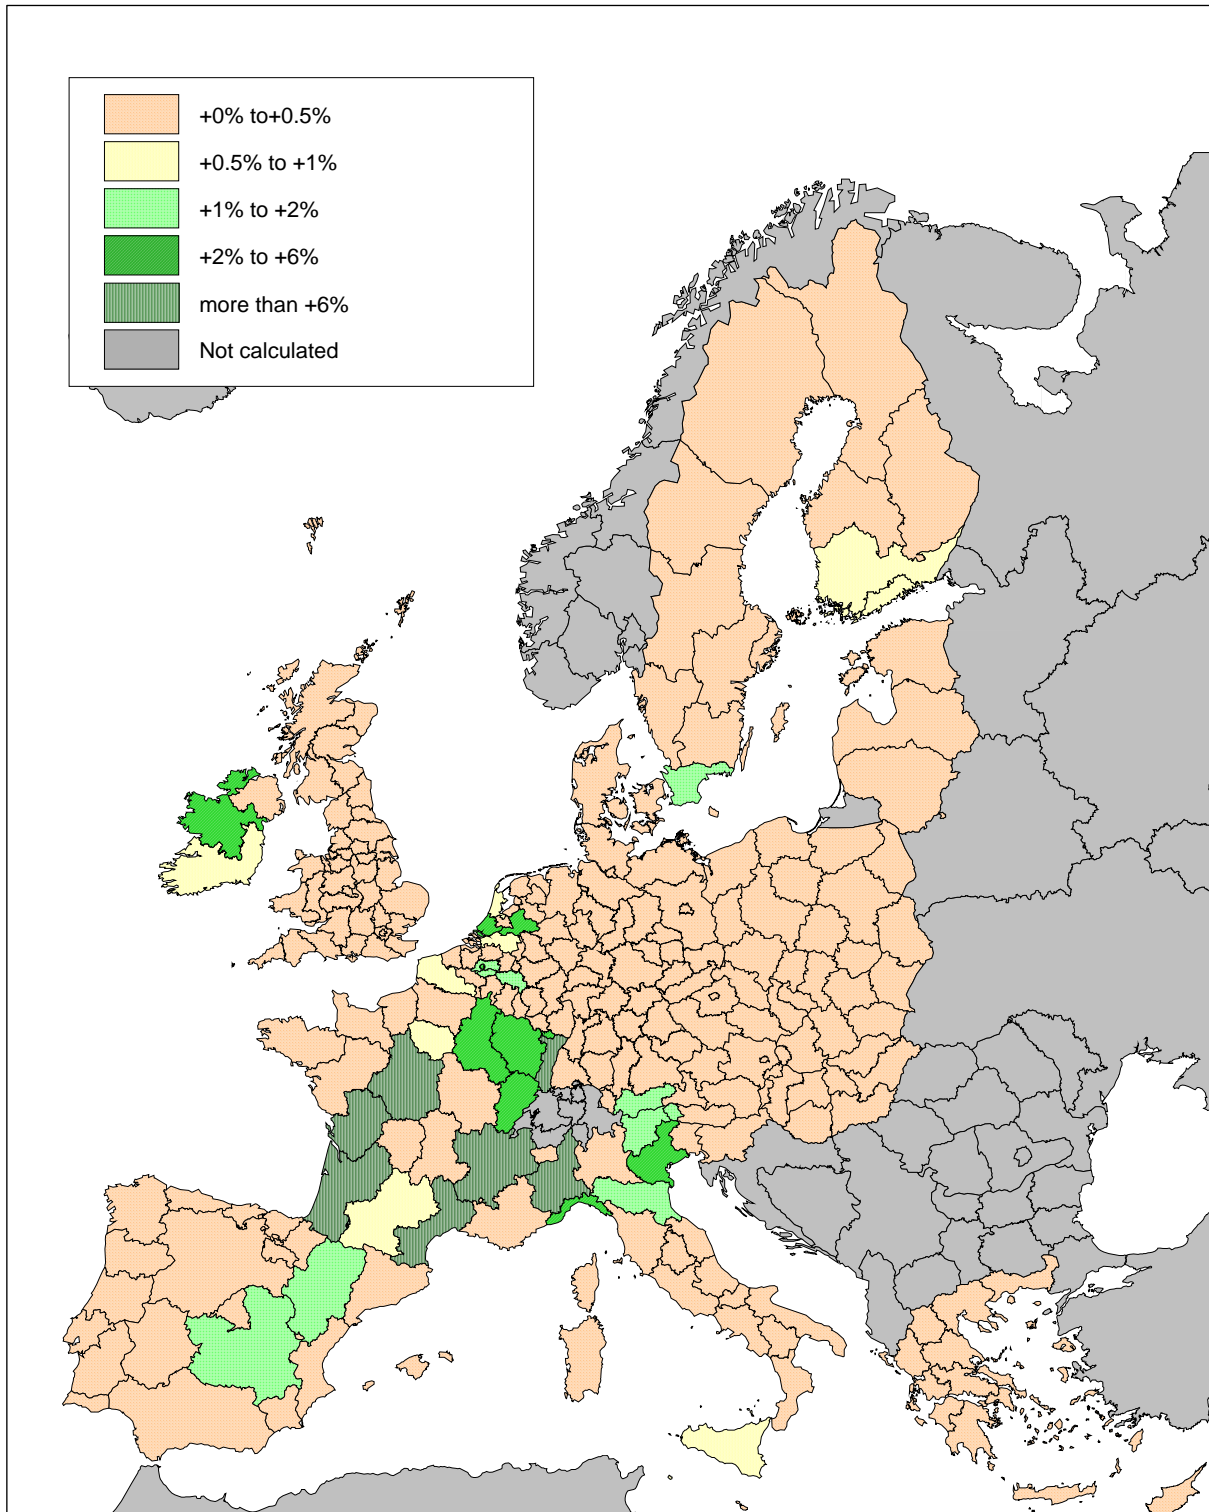 +0% to+0.5%
+0.5% to +1%
+1% to +2%
+2% to +6%
more than +6%
Not calculated